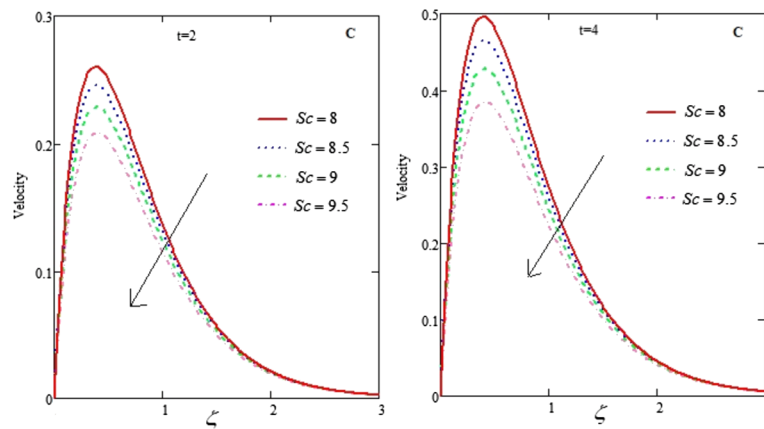 0.3
t=2
C
Sc = 8
Sc = 8.5
Sc = 9
Sc = 9.5
0.2
0.1
0
0
1
2
3
Velocity
ζ
0.5
t=4
C
Sc = 8
Sc = 8.5
Sc = 9
Sc = 9.5
0.4
0.3
0.2
0.1
0
0
1
2
Velocity
ζ